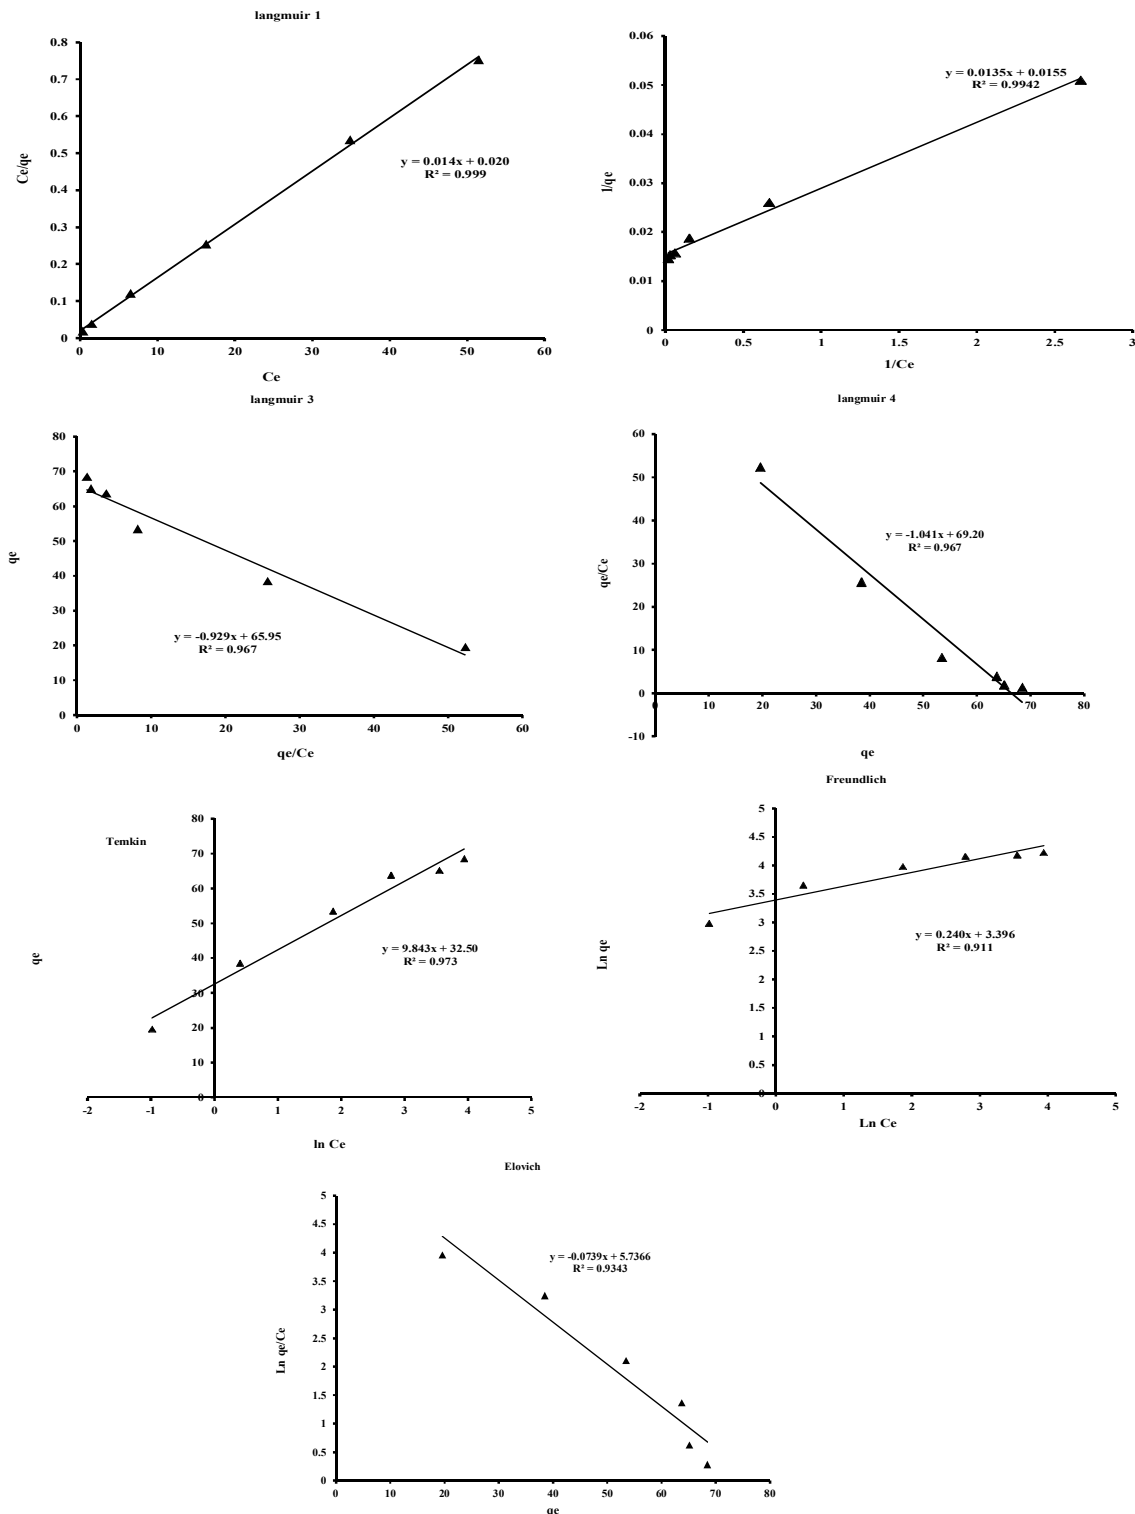 langmuir 1
0.8
0.7
0.6
0.5
0.4
0.3
0.2
0.1
0
Ce/qe
y = 0.014x + 0.020
R² = 0.999
0 10 20 30 40 50 60
Ce
0.06
0.05
0.04
0.03
0.02
0.01
0
1/qe
y = 0.0135x + 0.0155
R² = 0.9942
0 0.5 1 1.5 2 2.5 3
1/Ce
langmuir 3
80
70
60
50
40
30
20
10
0
qe
y = -0.929x + 65.95
R² = 0.967
0 10 20 30 40 50 60
qe/Ce
langmuir 4
60
50
40
30
20
10
0
-10
qe/Ce
y = -1.041x + 69.20
R² = 0.967
0 10 20 30 40 50 60 70 80
qe
Temkin
80
70
60
50
40
30
20
10
0
qe
y = 9.843x + 32.50
R² = 0.973
-2 -1 0 1 2 3 4 5
ln Ce
Freundlich
5
4.5
4
3.5
3
2.5
2
1.5
1
0.5
0
Ln qe
y = 0.240x + 3.396
R² = 0.911
-2 -1 0 1 2 3 4 5
Ln Ce
Elovich
5
4.5
4
3.5
3
2.5
2
1.5
1
0.5
0
Ln qe/Ce
y = -0.0739x + 5.7366
R² = 0.9343
0 10 20 30 40 50 60 70 80
qe